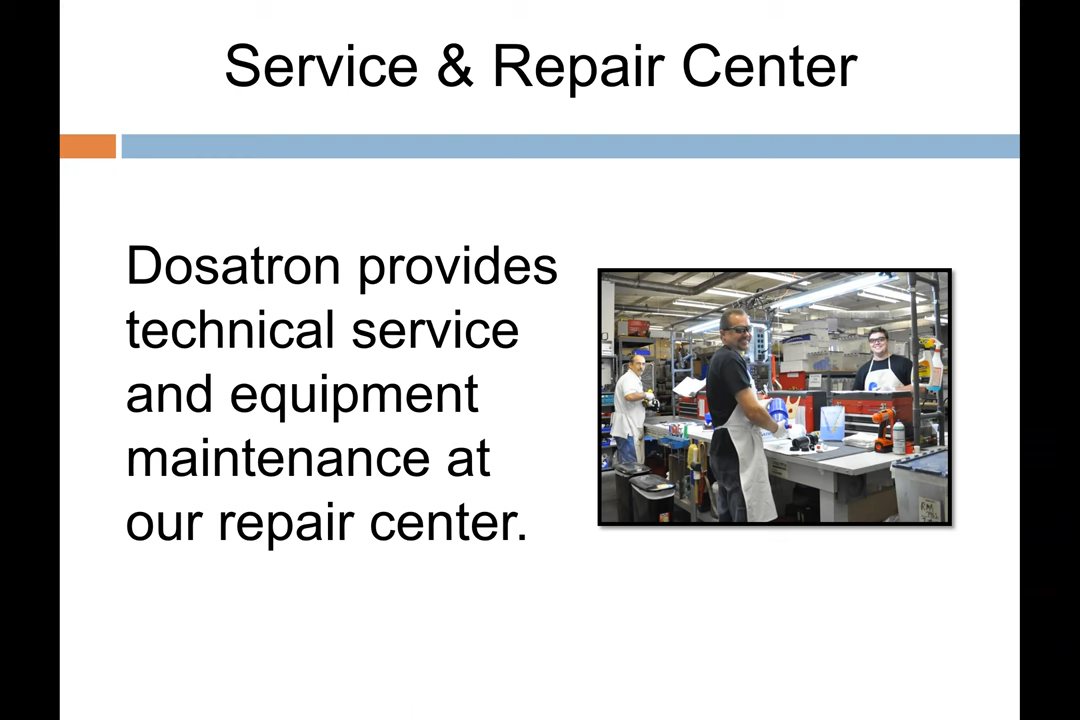 Service & Repair Center
Dosatron provides
technical service
and equipment
maintenance at
our repair center.